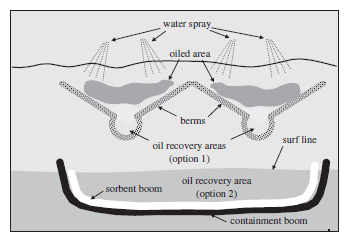 water spray
oiled area
berms
oil recovery areas
(option 1)
surf line
oil recovery area
(option 2)
sorbent boom
containment boom